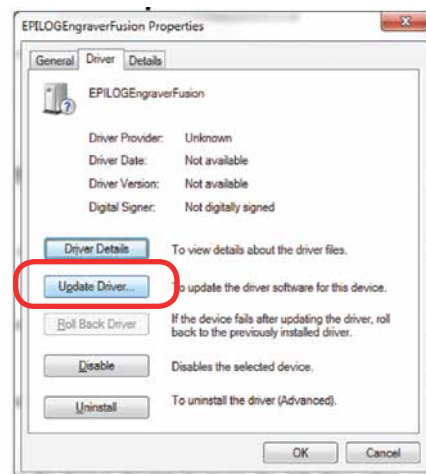 EPILOGEngraverFusion Properties
General Driver Details
EPILOGEngraverFusion
Driver Provider: Unknown
Driver Date: Not available
Driver Version: Not available
Digital Signer: Not digitally signed
Driver Details To view details about the driver files.
Update Driver... To update the driver software for this device.
Roll Back Driver If the device fails after updating the driver, roll
back to the previously installed driver.
Disable Disables the selected device.
Uninstall To uninstall the driver (Advanced).
OK Cancel